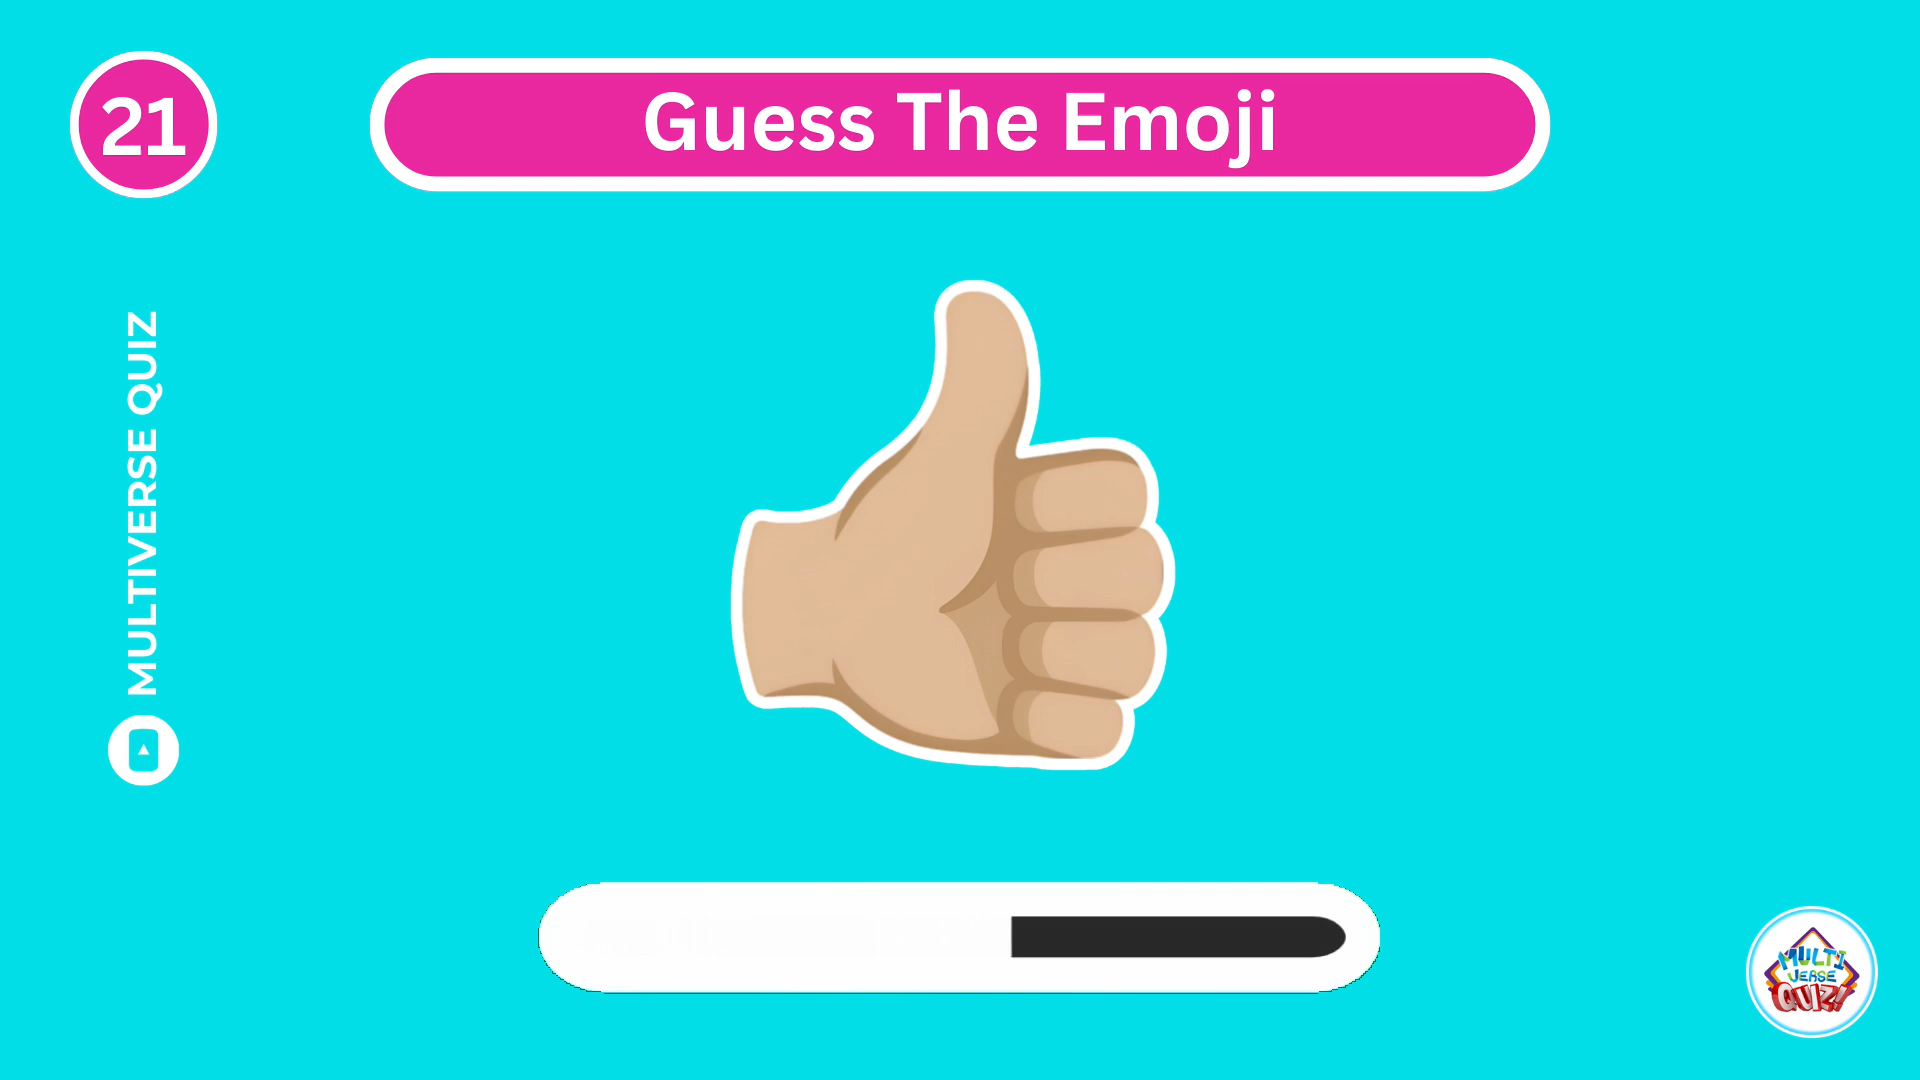 21
Guess The Emoji
MULTIVERSE QUIZ
MULTI
VERSE
QUIZ!